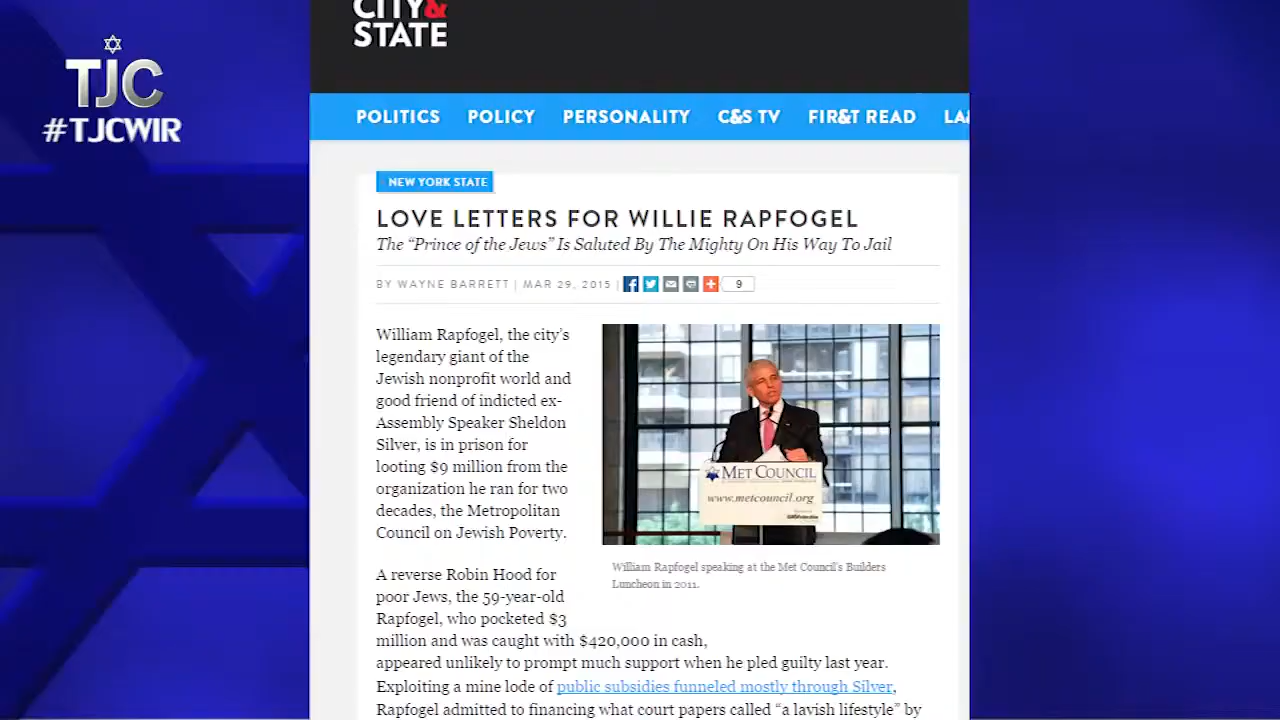 CITY&
STATE
TJC
#TJCWIR
POLITICS POLICY PERSONALITY C&S TV FIRST READ
NEW YORK STATE
LOVE LETTERS FOR WILLIE RAPFOGEL
The “Prince of the Jews” Is Saluted By The Mighty On His Way To Jail
BY WAYNE BARRETT | MAR 29, 2015 | 9
William Rapfogel, the city’s
legendary giant of the
Jewish nonprofit world and
good friend of indicted ex-
Assembly Speaker Sheldon
Silver, is in prison for
looting $9 million from the
organization he ran for two
decades, the Metropolitan
Council on Jewish Poverty.
MET COUNCIL
www.metcouncil.org
William Rapfogel speaking at the Met Council's Builders
Luncheon in 2011.
A reverse Robin Hood for
poor Jews, the 59-year-old
Rapfogel, who pocketed $3
million and was caught with $420,000 in cash,
appeared unlikely to prompt much support when he pled guilty last year.
Exploiting a mine lode of public subsidies funneled mostly through Silver,
Rapfogel admitted to financing what court papers called “a lavish lifestyle” by